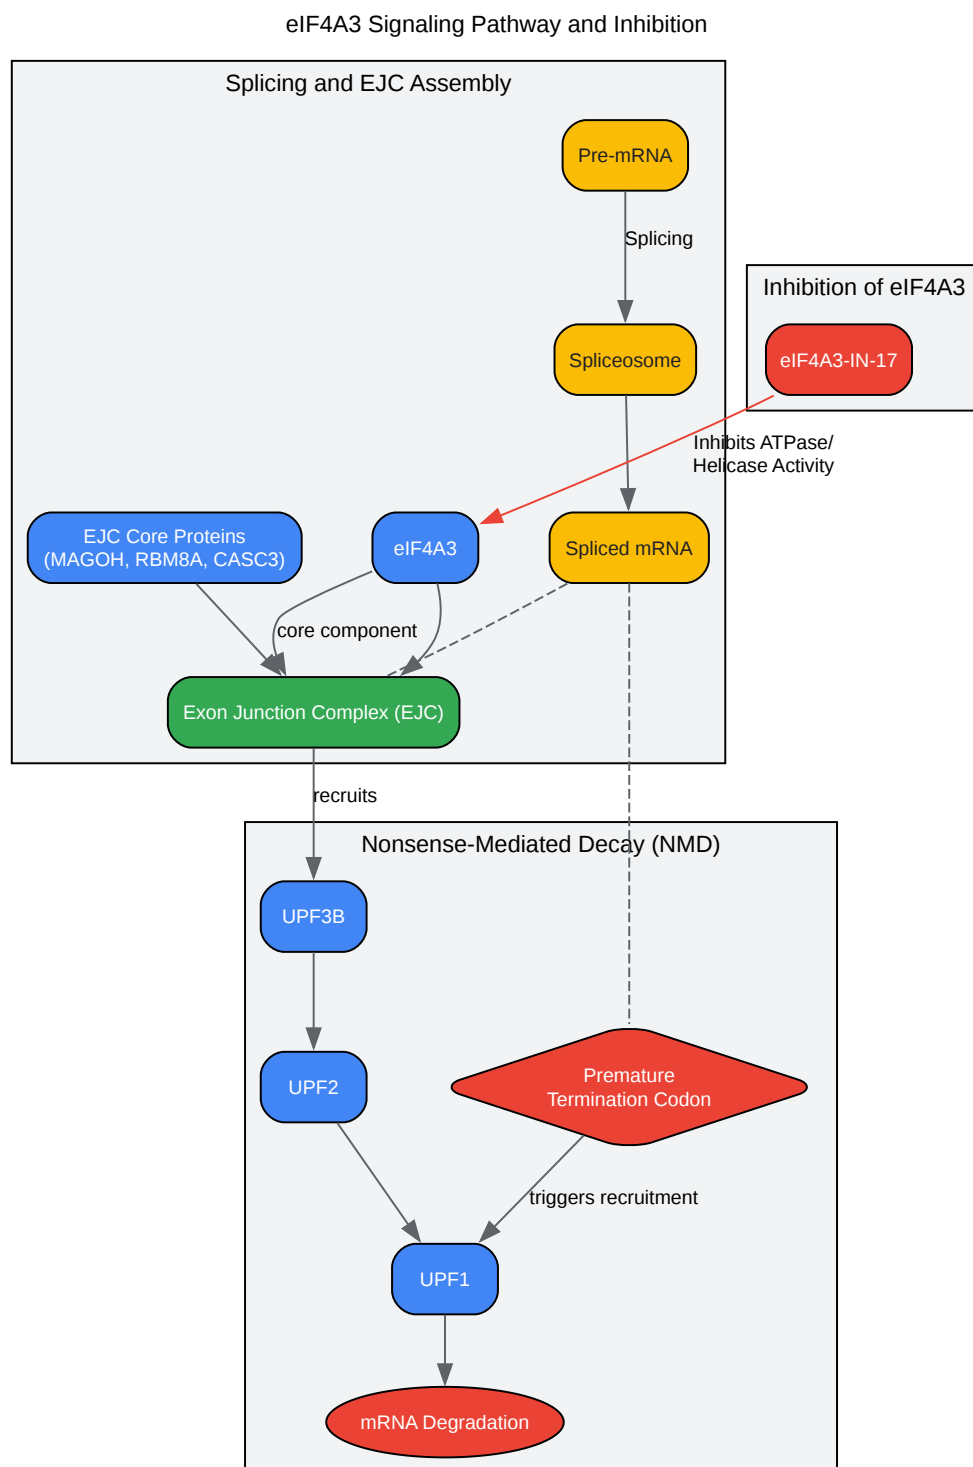 eIF4A3 Signaling Pathway and Inhibition
Splicing and EJC Assembly
Pre-mRNA
Splicing
Inhibition of eIF4A3
Spliceosome
eIF4A3-IN-17
Inhibits ATPase/
Helicase Activity
EJC Core Proteins
(MAGOH, RBM8A, CASC3)
eIF4A3
Spliced mRNA
core component
Exon Junction Complex (EJC)
recruits
Nonsense-Mediated Decay (NMD)
UPF3B
UPF2
Premature
Termination Codon
triggers recruitment
UPF1
mRNA Degradation